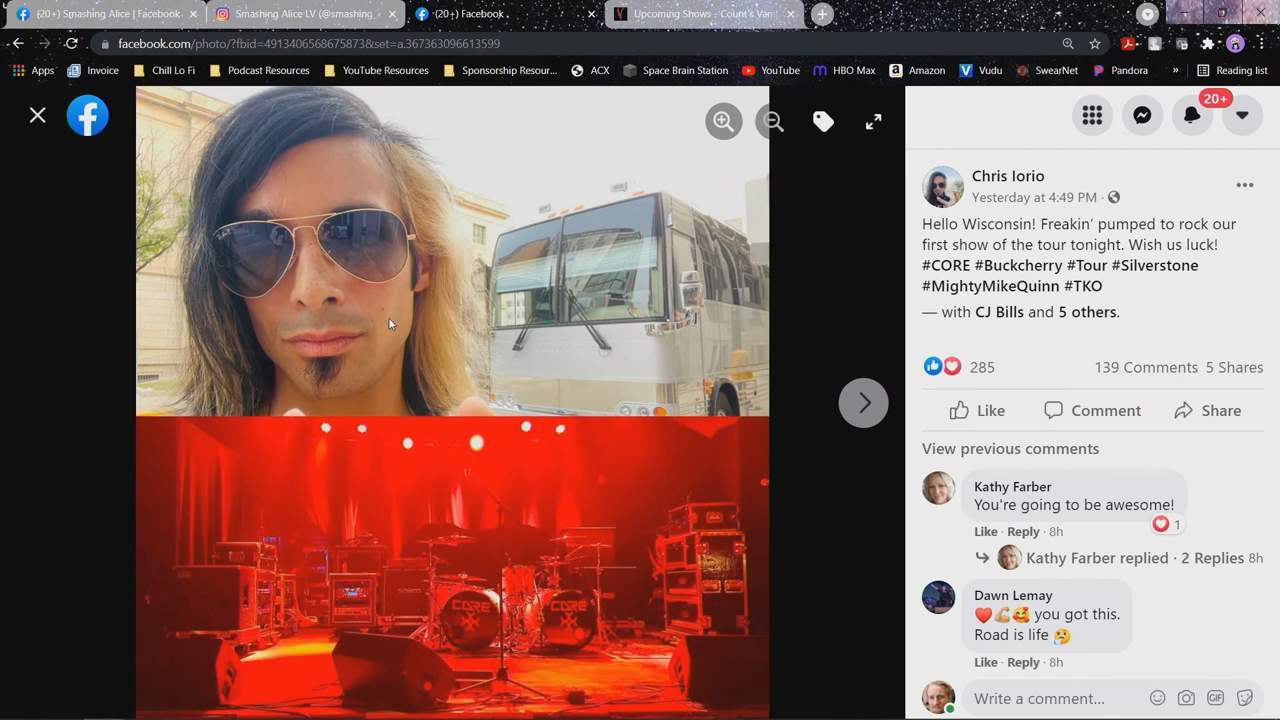 (20+) Smashing Alice | Facebook
Smashing Alice LV (@smashing_
(20+) Facebook
Upcoming Shows - Count's Vam
facebook.com/photo/?fbid=4913406568675873&set=a.367363096613599
Apps Invoice Chill Lo Fi Podcast Resources YouTube Resources Sponsorship Resour... ACX Space Brain Station YouTube HBO Max Amazon Vudu SwearNet Pandora » Reading list
20+
Chris Iorio
Yesterday at 4:49 PM ·
Hello Wisconsin! Freakin' pumped to rock our
first show of the tour tonight. Wish us luck!
#CORE #Buckcherry #Tour #Silverstone
#MightyMikeQuinn #TKO
— with CJ Bills and 5 others.
285 139 Comments 5 Shares
Like Comment Share
View previous comments
Kathy Farber
You're going to be awesome!
1
Like · Reply · 8h
Kathy Farber replied · 2 Replies 8h
Dawn Lemay
you got this.
Road is life
Like · Reply · 8h
Write a comment...
GIF
CORE CORE